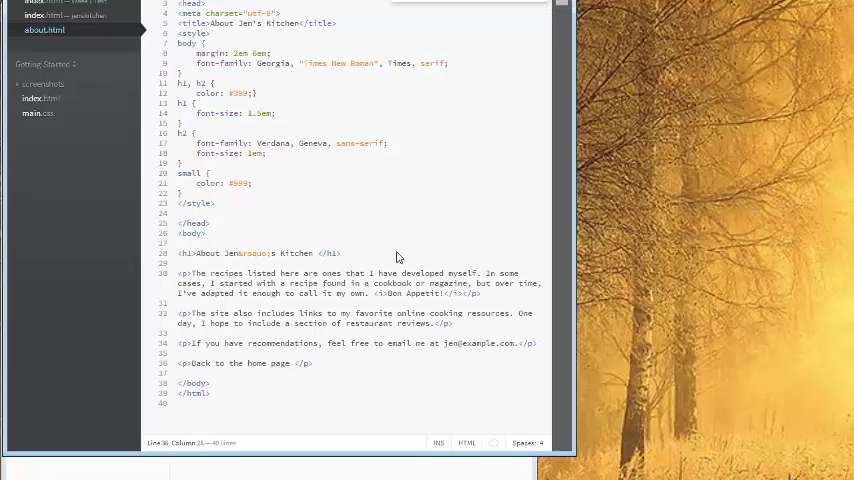 index.html — Week1Test
index.html — jenskitchen
about.html
Getting Started
screenshots
index.html
main.css
3 <head>
4 <meta charset="utf-8">
5 <title>About Jen's Kitchen</title>
6 <style>
7 body {
8 margin: 2em 6em;
9 font-family: Georgia, "Times New Roman", Times, serif;
10 }
11 h1, h2 {
12 color: #399;}
13 h1 {
14 font-size: 1.5em;
15 }
16 h2 {
17 font-family: Verdana, Geneva, sans-serif;
18 font-size: 1em;
19 }
20 small {
21 color: #999;
22 }
23 </style>
24
25 </head>
26 <body>
27
28 <h1>About Jen&rsquo;s Kitchen </h1>
29
30 <p>The recipes listed here are ones that I have developed myself. In some
cases, I started with a recipe found in a cookbook or magazine, but over time,
I've adapted it enough to call it my own. <i>Bon Appetit!</i></p>
31
32 <p>The site also includes links to my favorite online cooking resources. One
day, I hope to include a section of restaurant reviews.</p>
33
34 <p>If you have recommendations, feel free to email me at jen@example.com.</p>
35
36 <p>Back to the home page </p>
37
38 </body>
39 </html>
40
Line 36, Column 25 — 40 Lines
INS HTML Spaces: 4